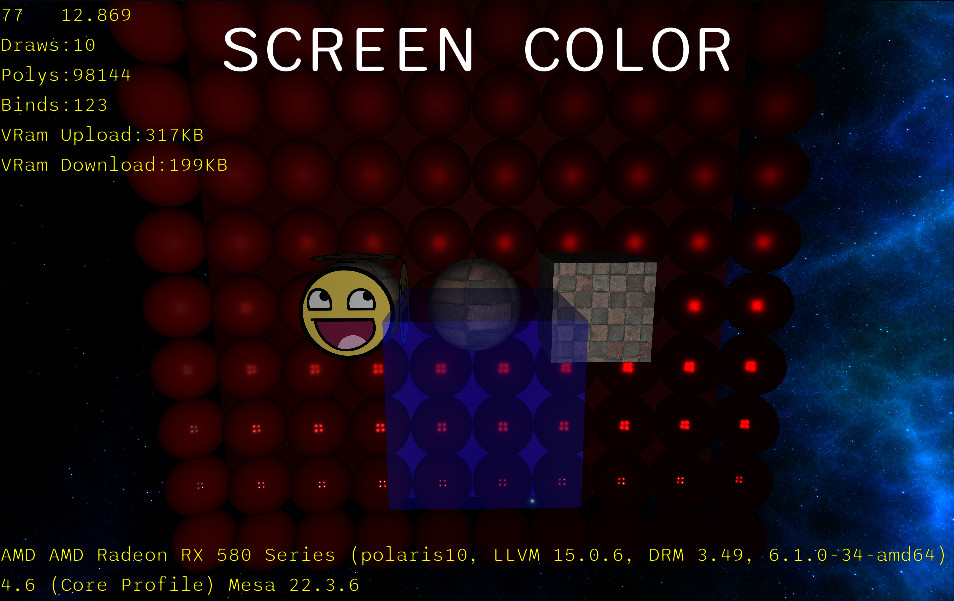 77   12.869
SCREEN COLOR
Draws:10
Polys:98144
Binds:123
VRam Upload:317KB
VRam Download:199KB
AMD AMD Radeon RX 580 Series (polaris10, LLVM 15.0.6, DRM 3.49, 6.1.0-34-amd64)
4.6 (Core Profile) Mesa 22.3.6